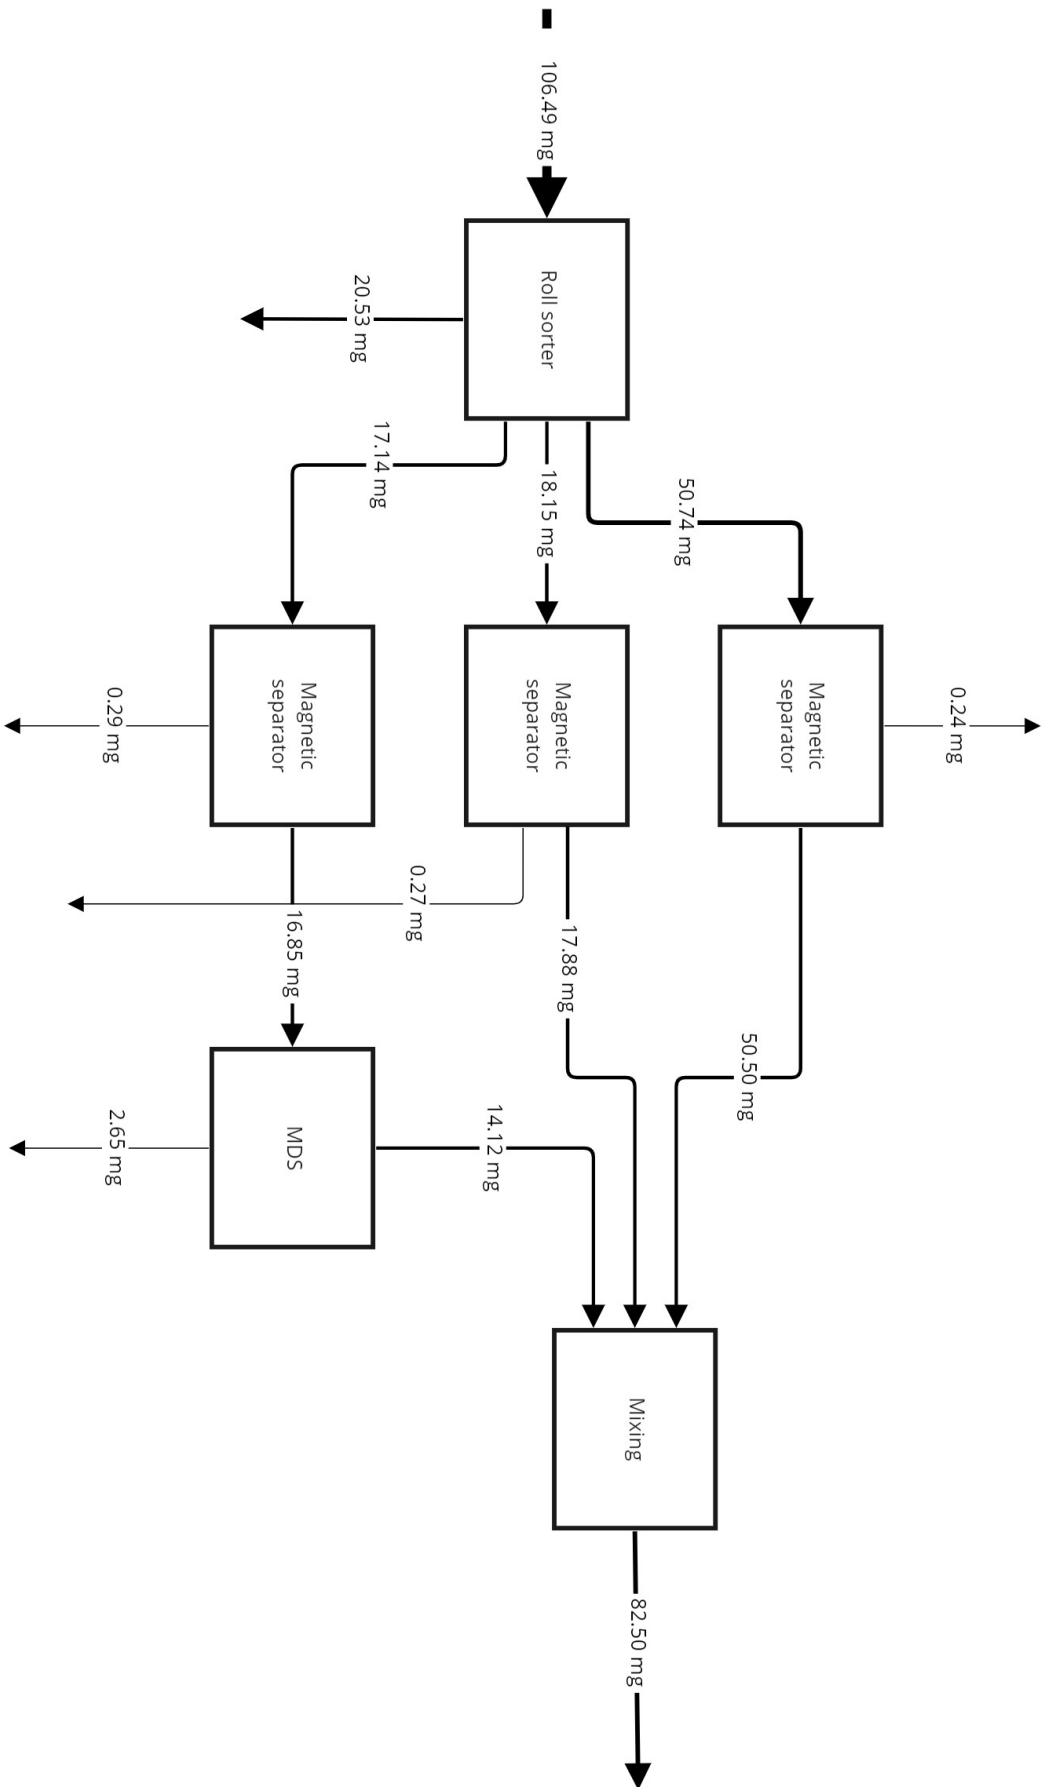 106.49 mg
Roll sorter
20.53 mg
17.14 mg
18.15 mg
50.74 mg
Magnetic
separator
Magnetic
separator
Magnetic
separator
0.29 mg
0.24 mg
0.27 mg
16.85 mg
17.88 mg
50.50 mg
MDS
2.65 mg
14.12 mg
Mixing
82.50 mg